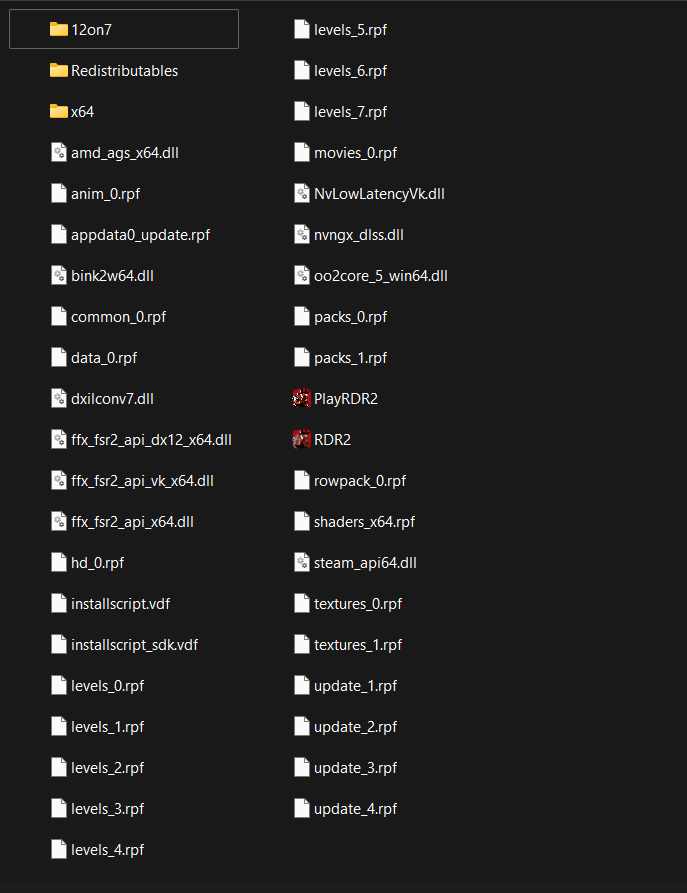 12on7
Redistributables
x64
amd_ags_x64.dll
anim_0.rpf
appdata0_update.rpf
bink2w64.dll
common_0.rpf
data_0.rpf
dxilconv7.dll
ffx_fsr2_api_dx12_x64.dll
ffx_fsr2_api_vk_x64.dll
ffx_fsr2_api_x64.dll
hd_0.rpf
installscript.vdf
installscript_sdk.vdf
levels_0.rpf
levels_1.rpf
levels_2.rpf
levels_3.rpf
levels_4.rpf
levels_5.rpf
levels_6.rpf
levels_7.rpf
movies_0.rpf
NvLowLatencyVk.dll
nvngx_dlss.dll
oo2core_5_win64.dll
packs_0.rpf
packs_1.rpf
PlayRDR2
RDR2
rowpack_0.rpf
shaders_x64.rpf
steam_api64.dll
textures_0.rpf
textures_1.rpf
update_1.rpf
update_2.rpf
update_3.rpf
update_4.rpf